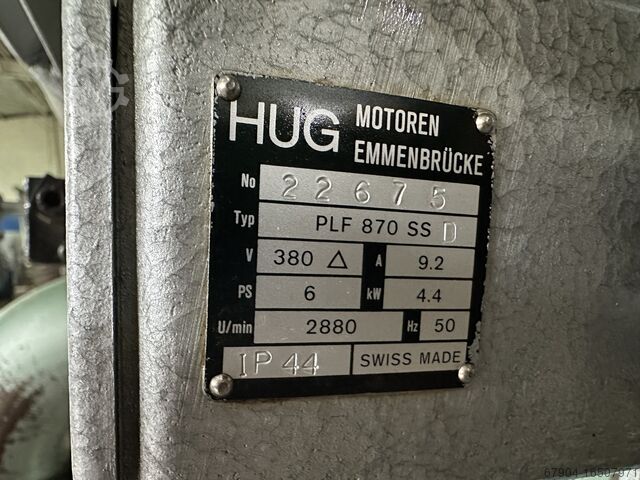 HUG MOTOREN EMMENBRÜCKE
No 22675
Typ PLF 870 SS D
V 380 △ A 9.2
PS 6 kW 4.4
U/min 2880 Hz 50
IP 44 SWISS MADE
67904-16507971